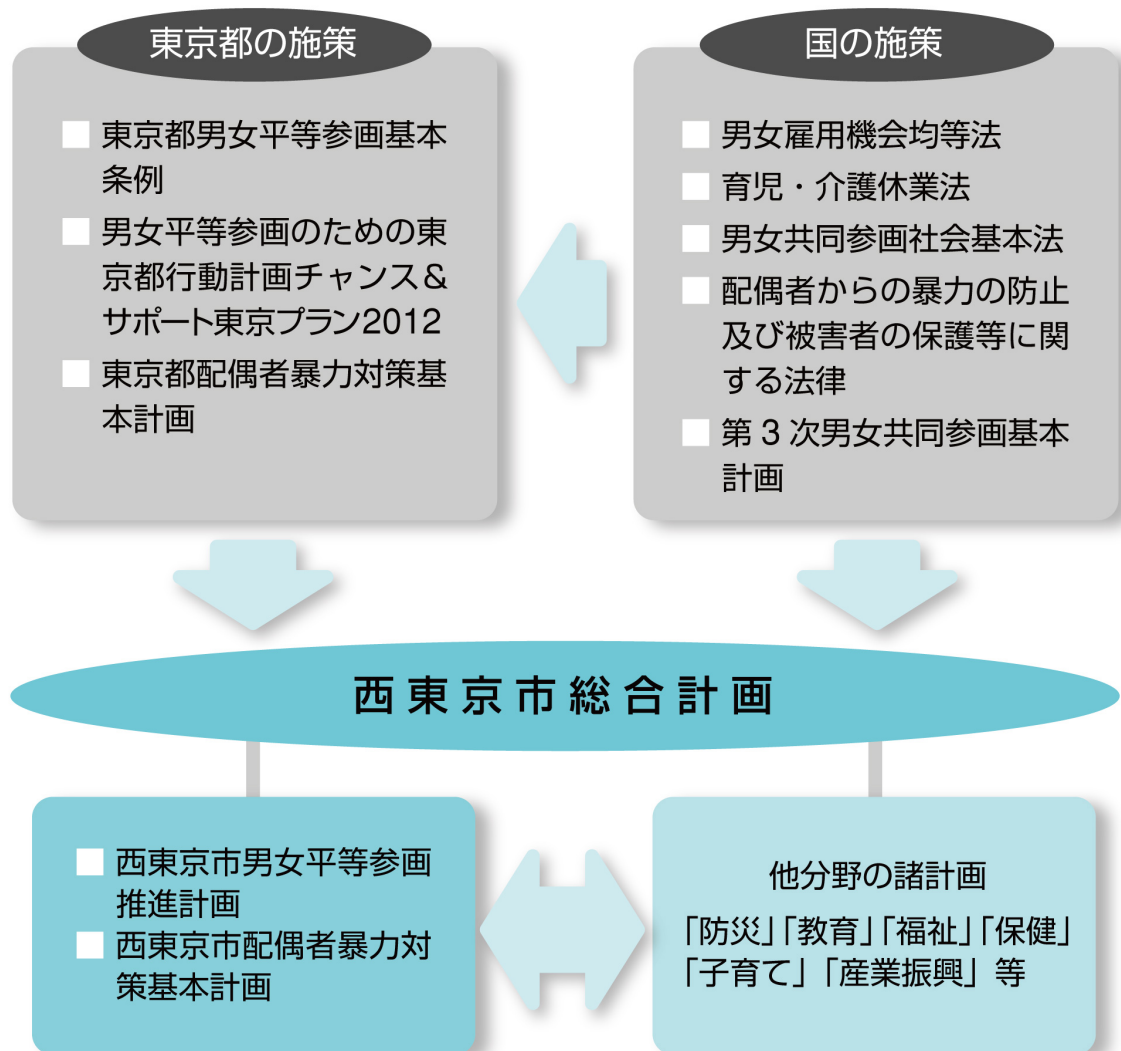 東京都の施策
■ 東京都男女平等参画基本
条例
■ 男女平等参画のための東
京都行動計画チャンス＆
サポート東京プラン2012
■ 東京都配偶者暴力対策基
本計画
国の施策
■ 男女雇用機会均等法
■ 育児・介護休業法
■ 男女共同参画社会基本法
■ 配偶者からの暴力の防止
及び被害者の保護等に関
する法律
■ 第３次男女共同参画基本
計画
西東京市総合計画
■ 西東京市男女平等参画
推進計画
■ 西東京市配偶者暴力対
策基本計画
他分野の諸計画
「防災」「教育」「福祉」「保健」
「子育て」「産業振興」等